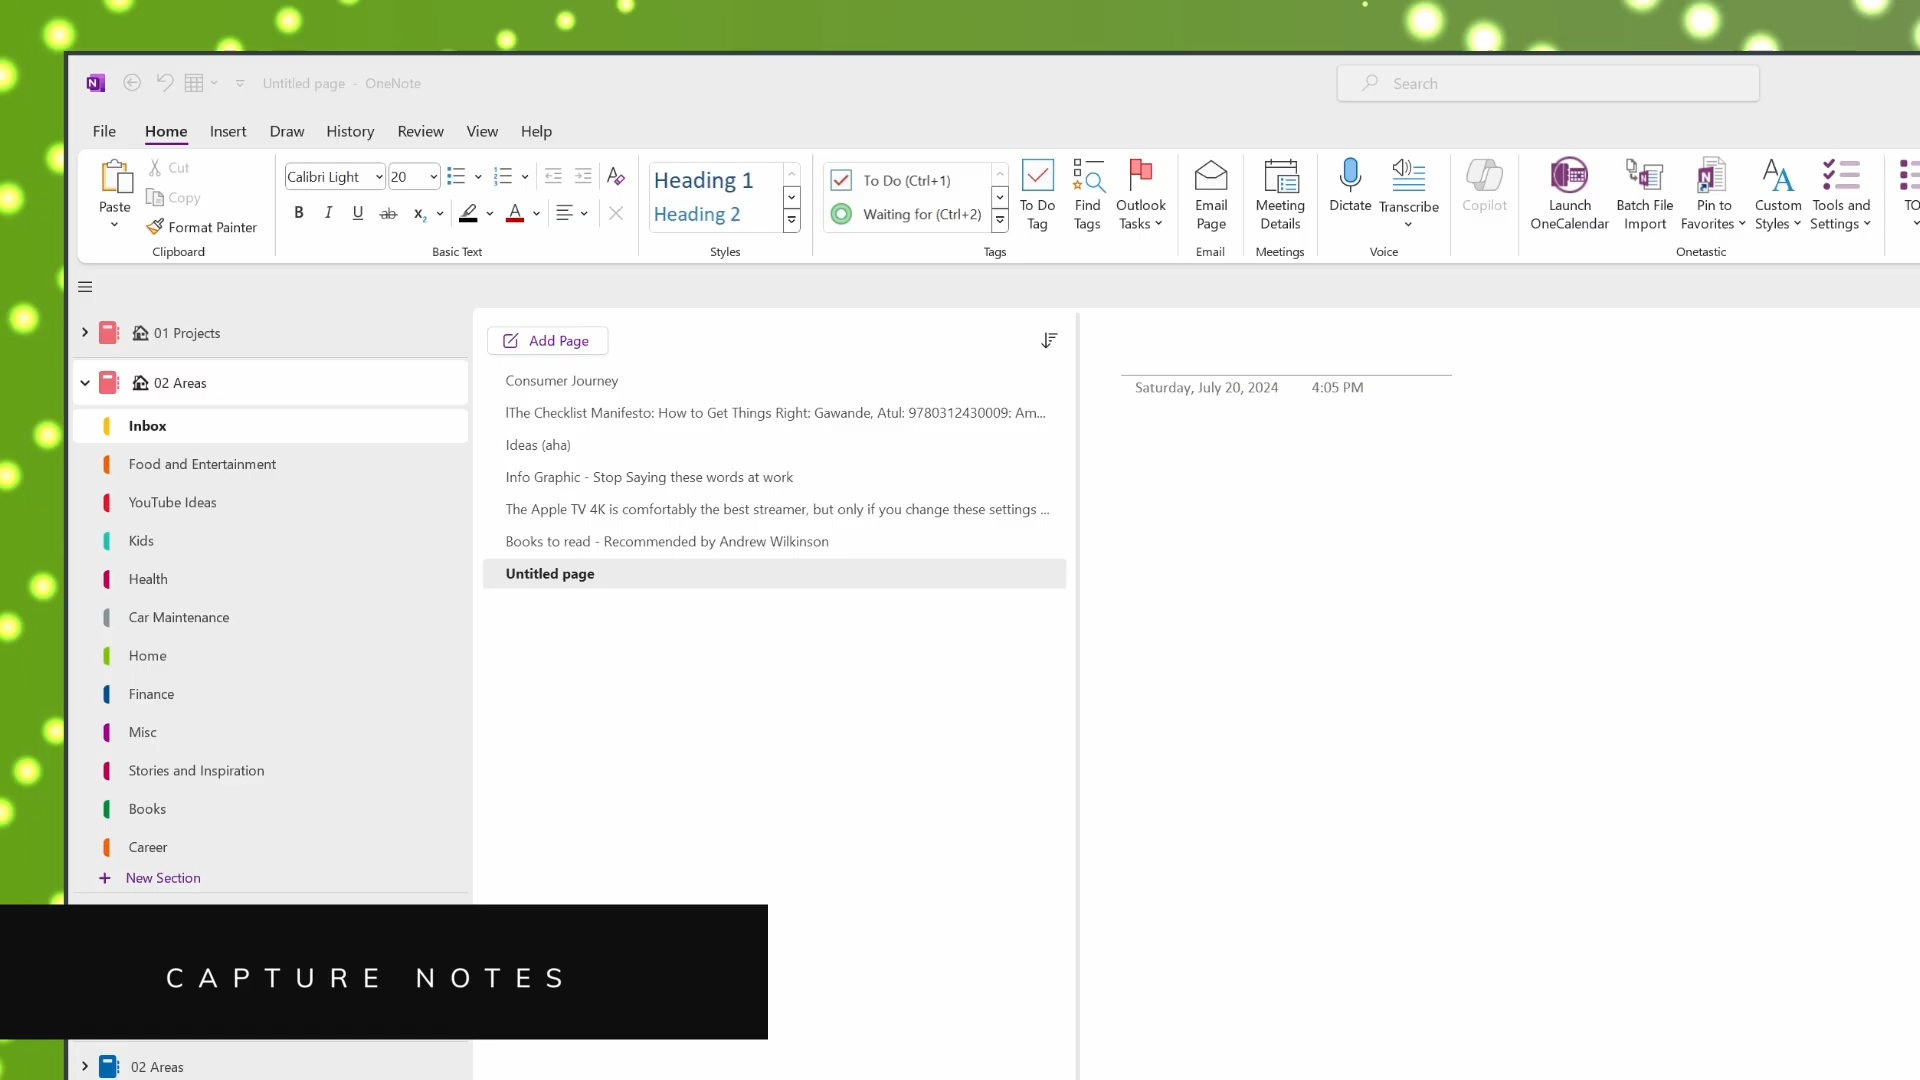 Untitled page - OneNote
Search
File Home Insert Draw History Review View Help
Paste
Cut
Copy
Format Painter
Clipboard
Calibri Light 20
B I U ab x2 A
Basic Text
Heading 1
Heading 2
Styles
To Do (Ctrl+1)
Waiting for (Ctrl+2)
To Do Tag
Find Tags
Outlook Tasks
Tags
Email Page
Email
Meeting Details
Meetings
Dictate
Transcribe
Voice
Copilot
Launch OneCalendar
Batch File Import
Pin to Favorites
Custom Styles
Tools and Settings
Onetastic
TO
01 Projects
02 Areas
Inbox
Food and Entertainment
YouTube Ideas
Kids
Health
Car Maintenance
Home
Finance
Misc
Stories and Inspiration
Books
Career
New Section
Add Page
Consumer Journey
lThe Checklist Manifesto: How to Get Things Right: Gawande, Atul: 9780312430009: Am...
Ideas (aha)
Info Graphic - Stop Saying these words at work
The Apple TV 4K is comfortably the best streamer, but only if you change these settings ...
Books to read - Recommended by Andrew Wilkinson
Untitled page
Saturday, July 20, 2024 4:05 PM
CAPTURE NOTES
02 Areas